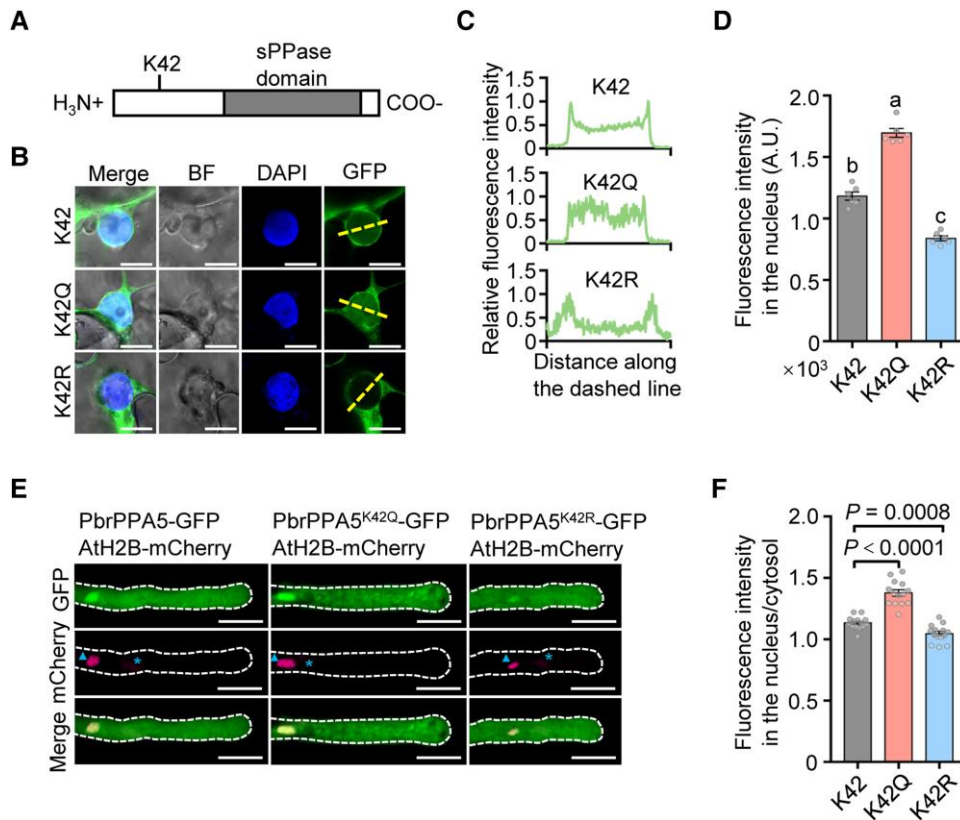 A
K42
sPPase
domain
H₃N+
COO-
B
Merge BF DAPI GFP
K42
K42Q
K42R
C
Relative fluorescence intensity
K42
1.5
1.0
0.5
0
K42Q
1.5
1.0
0.5
0
K42R
1.5
1.0
0.5
0
Distance along
the dashed line
D
Fluorescence intensity
in the nucleus (A.U.)
2.0
1.5
1.0
0
×10³
b
a
c
K42
K42Q
K42R
E
PbrPPA5-GFP
AtH2B-mCherry
PbrPPA5ᴷ⁴²Q-GFP
AtH2B-mCherry
PbrPPA5ᴷ⁴²ᴿ-GFP
AtH2B-mCherry
GFP
mCherry
* * *
Merge
F
Fluorescence intensity
in the nucleus/cytosol
P = 0.0008
P < 0.0001
2.0
1.5
1.0
0
K42
K42Q
K42R